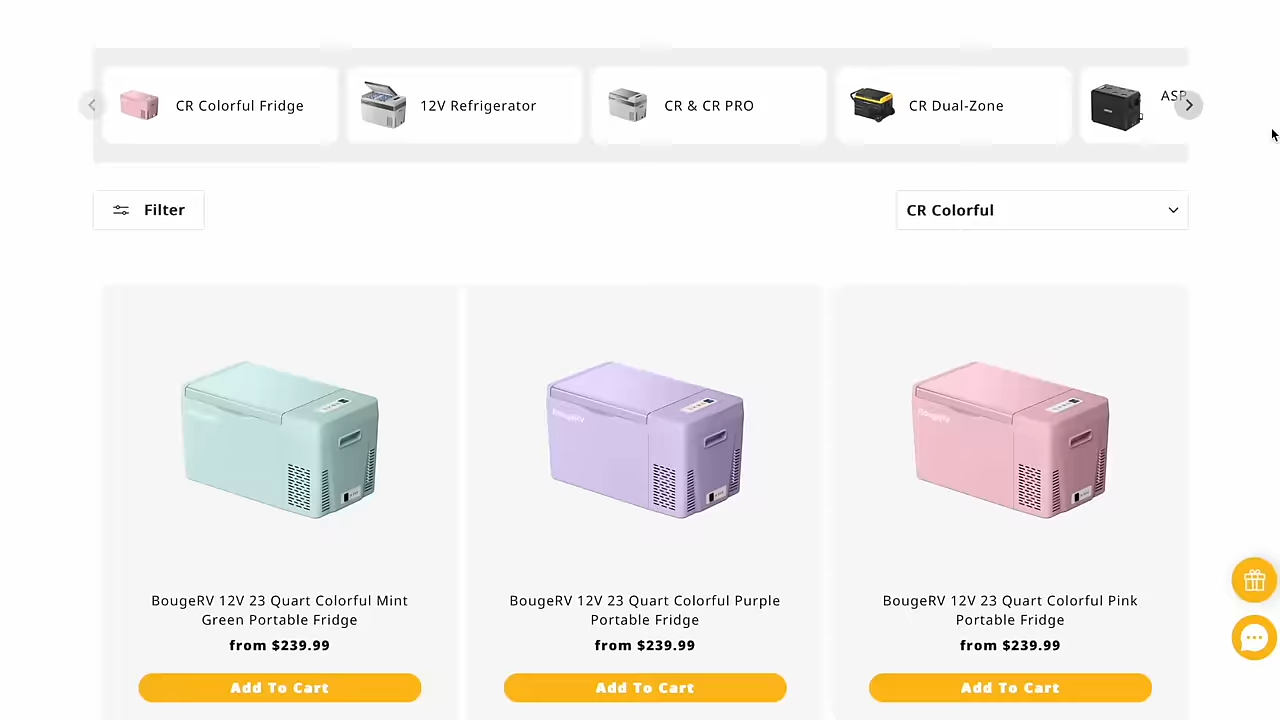 CR Colorful Fridge
12V Refrigerator
CR & CR PRO
CR Dual-Zone
Filter
CR Colorful
BougeRV
BougeRV
BougeRV 12V 23 Quart Colorful Mint
Green Portable Fridge
from $239.99
Add To Cart
BougeRV 12V 23 Quart Colorful Purple
Portable Fridge
from $239.99
Add To Cart
BougeRV 12V 23 Quart Colorful Pink
Portable Fridge
from $239.99
Add To Cart